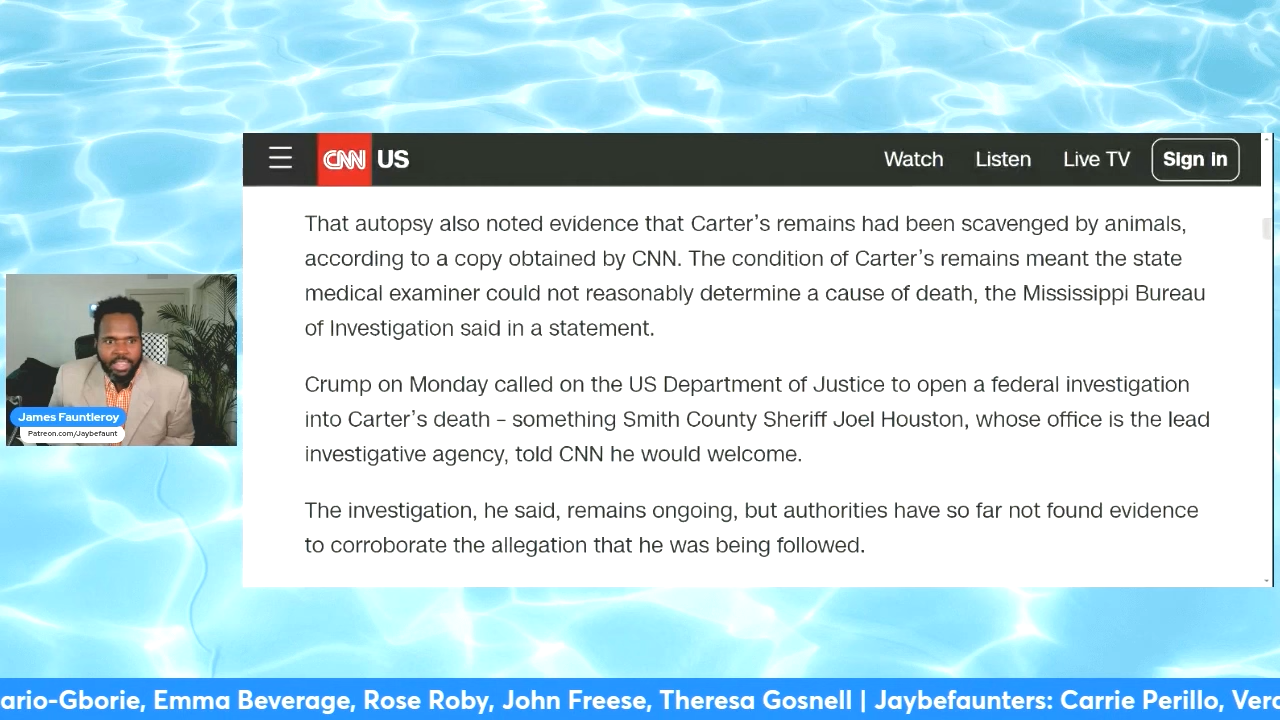 CNN US
Watch Listen Live TV Sign in
That autopsy also noted evidence that Carter’s remains had been scavenged by animals,
according to a copy obtained by CNN. The condition of Carter’s remains meant the state
medical examiner could not reasonably determine a cause of death, the Mississippi Bureau
of Investigation said in a statement.
Crump on Monday called on the US Department of Justice to open a federal investigation
into Carter’s death – something Smith County Sheriff Joel Houston, whose office is the lead
investigative agency, told CNN he would welcome.
The investigation, he said, remains ongoing, but authorities have so far not found evidence
to corroborate the allegation that he was being followed.
James Fauntleroy
Patreon.com/Jaybefaunt
ario-Gborie, Emma Beverage, Rose Roby, John Freese, Theresa Gosnell | Jaybefaunters: Carrie Perillo,